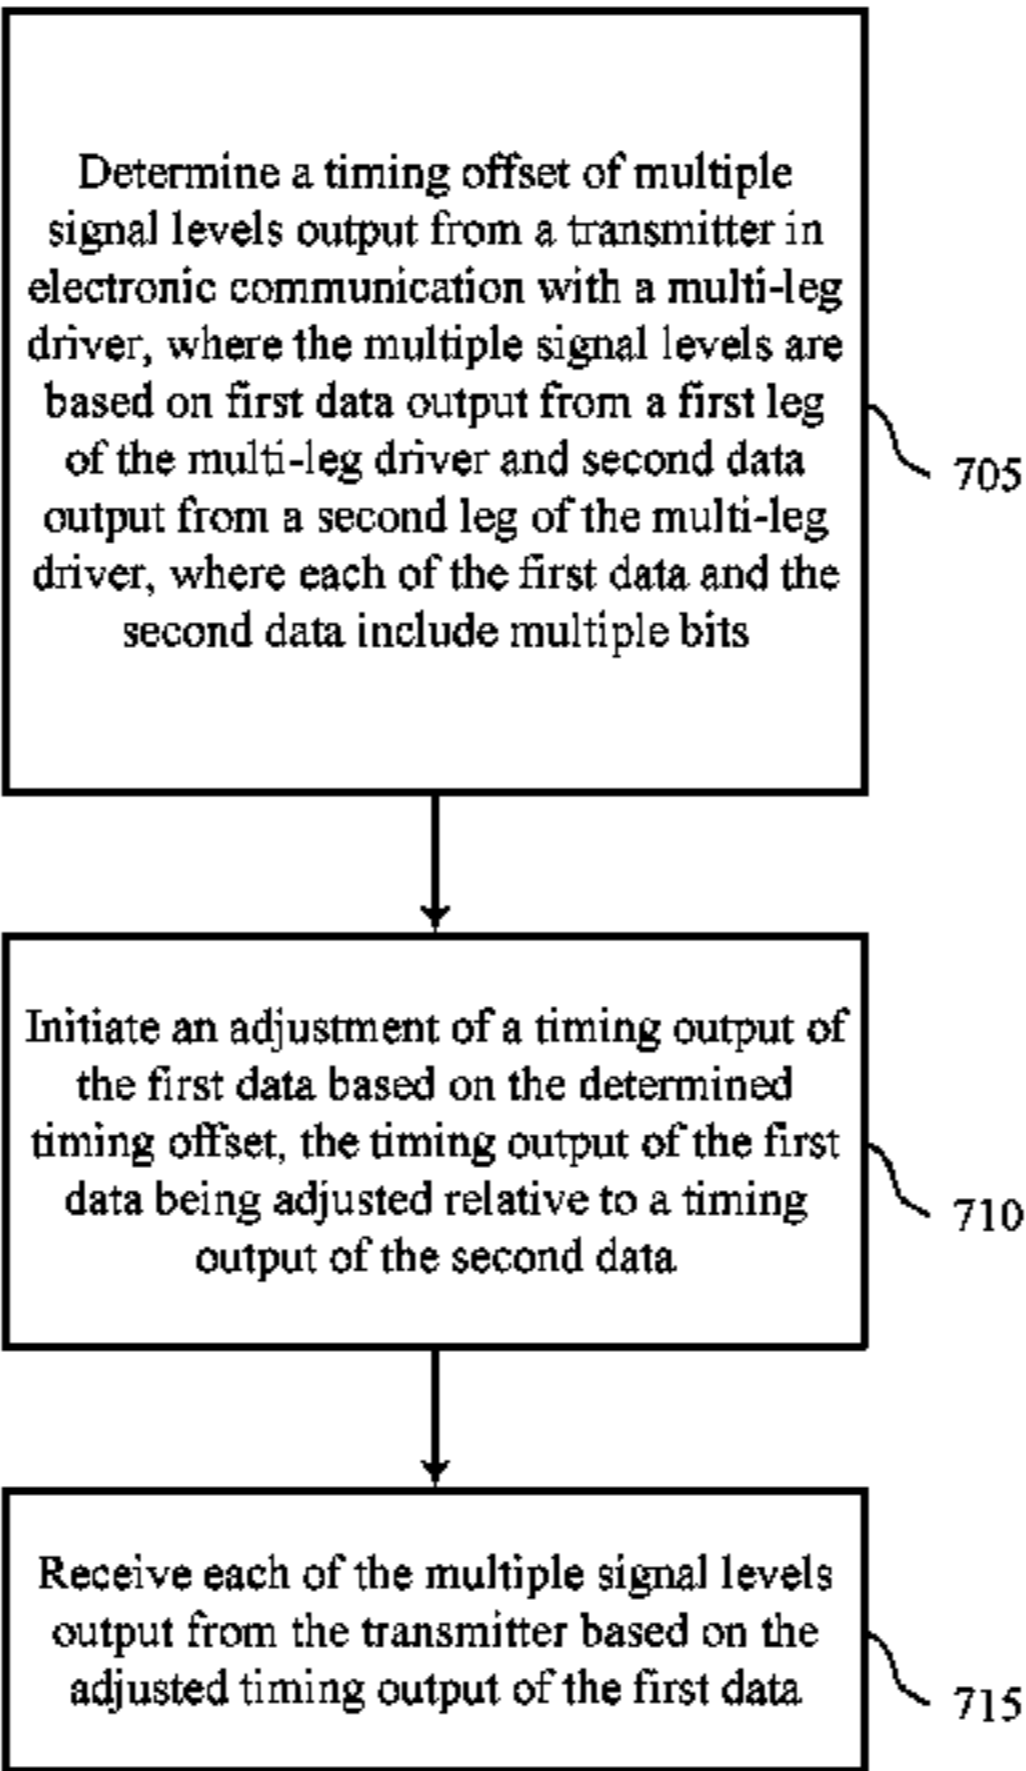 Determine a timing offset of multiple
signal levels output from a transmitter in
electronic communication with a multi-leg
driver, where the multiple signal levels are
based on first data output from a first leg
of the multi-leg driver and second data
output from a second leg of the multi-leg
driver, where each of the first data and the
second data include multiple bits
705
Initiate an adjustment of a timing output of
the first data based on the determined
timing offset, the timing output of the first
data being adjusted relative to a timing
output of the second data
710
Receive each of the multiple signal levels
output from the transmitter based on the
adjusted timing output of the first data
715